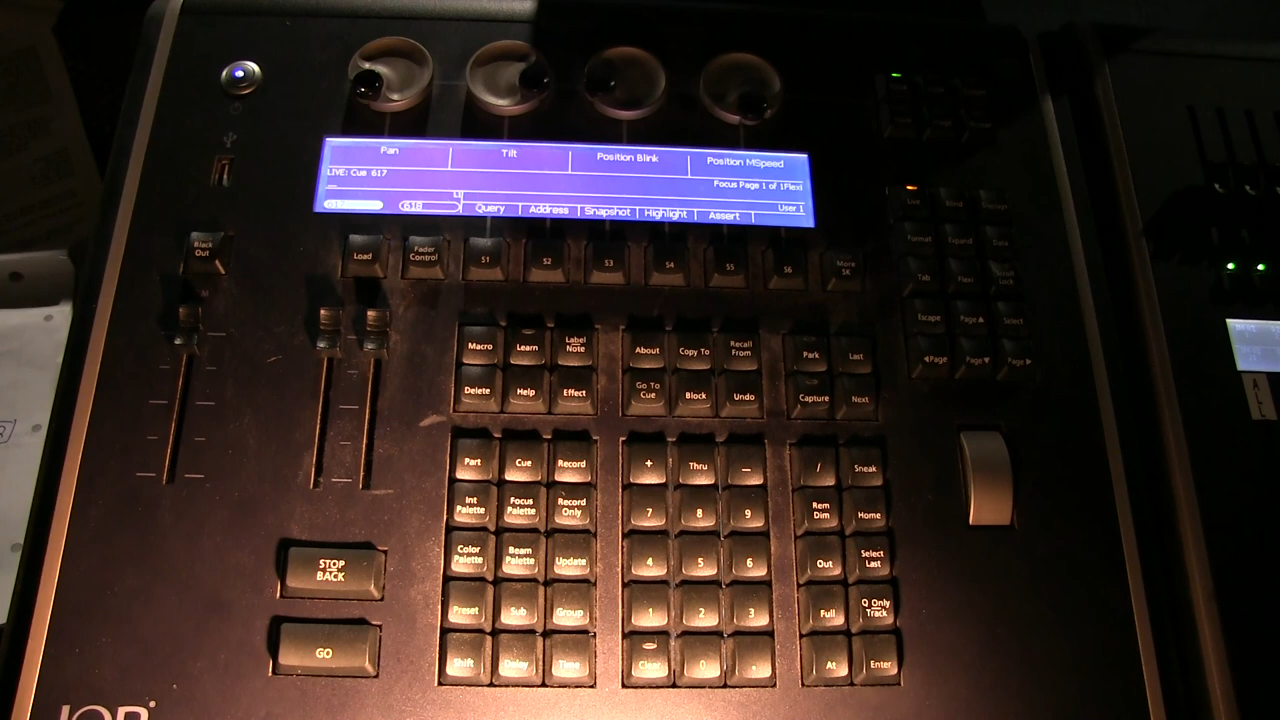 Pan Tilt Position Blink Position MSpeed
LIVE: Cue 617
Focus Page 1 of 1Flexi
617 618 Query Address Snapshot Highlight Assert User 1
Black Out
Load Fader Control S1 S2 S3 S4 S5 S6 More SK
Live Blind Displays
Format Expand Data
Tab Flexi Scroll Lock
Escape Page▲ Select
◀Page Page▼ Page▶
Macro Learn Label Note
Delete Help Effect
About Copy To Recall From
Go To Cue Block Undo
Park Last
Capture Next
Part Cue Record
Int Palette Focus Palette Record Only
Color Palette Beam Palette Update
Preset Sub Group
Shift Delay Time
+ Thru -
7 8 9
4 5 6
1 2 3
Clear 0 .
/ Sneak
Rem Dim Home
Out Select Last
Full Q Only Track
At Enter
STOP BACK
GO
ALL